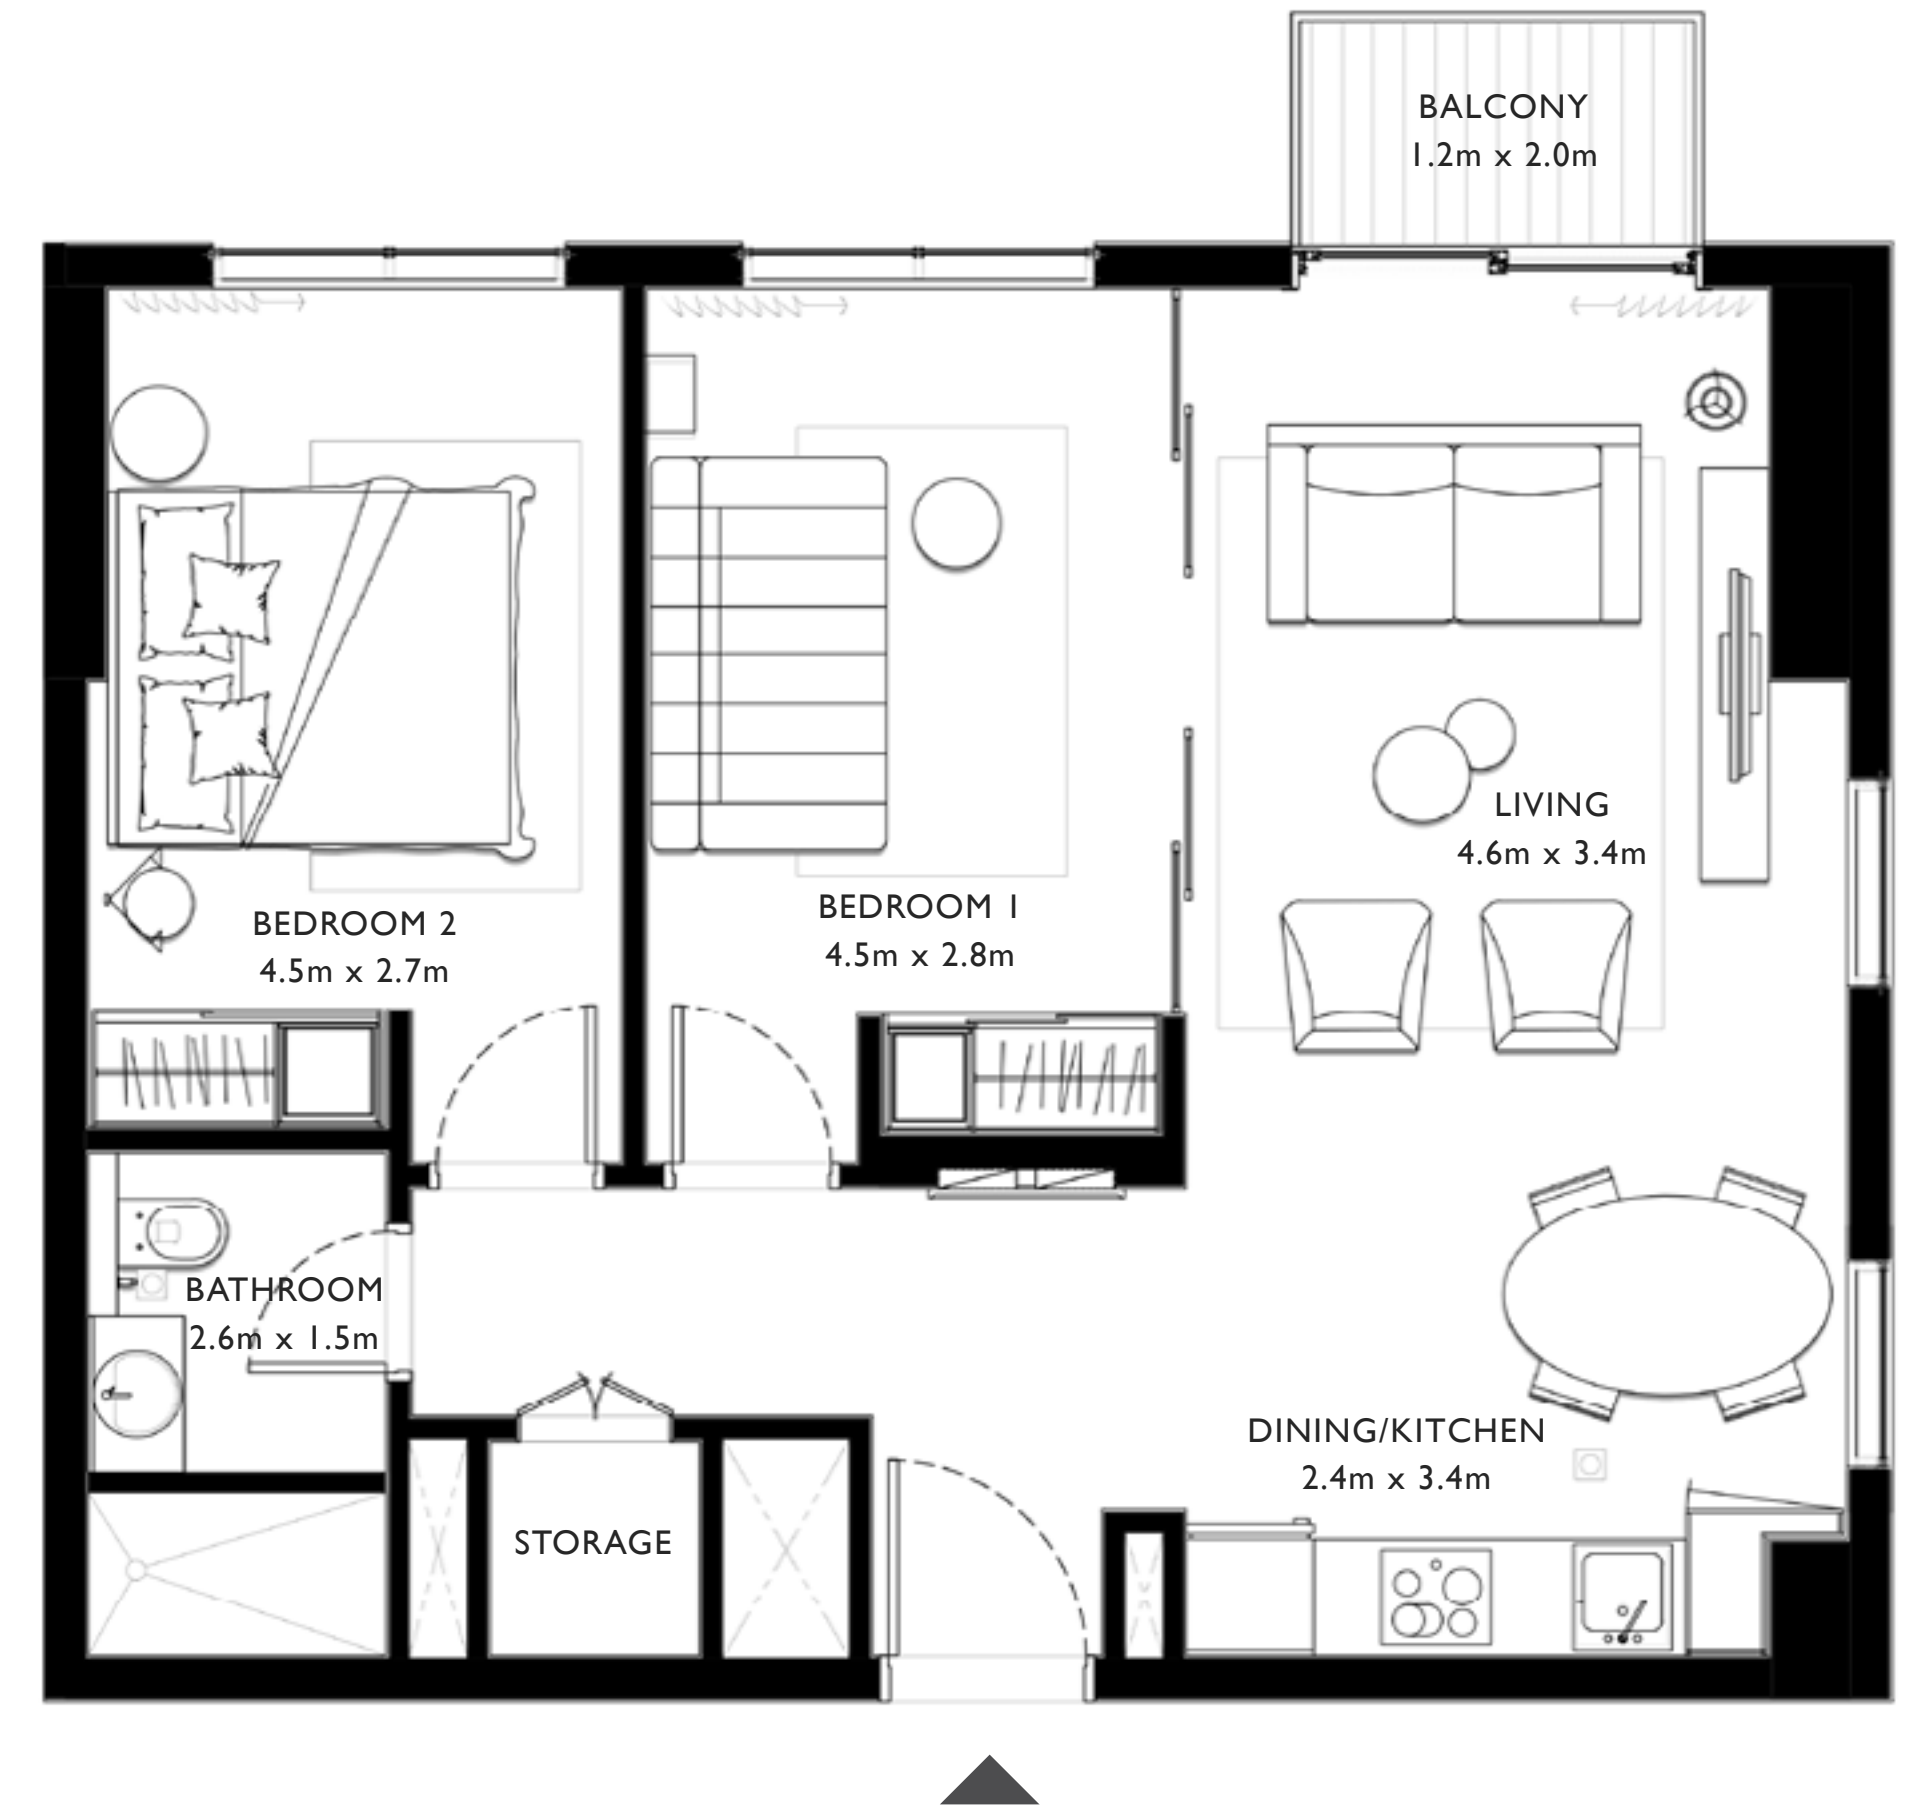 BALCONY
1.2m x 2.0m
LIVING
4.6m x 3.4m
BEDROOM 1
4.5m x 2.8m
BEDROOM 2
4.5m x 2.7m
BATHROOM
2.6m x 1.5m
DINING/KITCHEN
2.4m x 3.4m
STORAGE